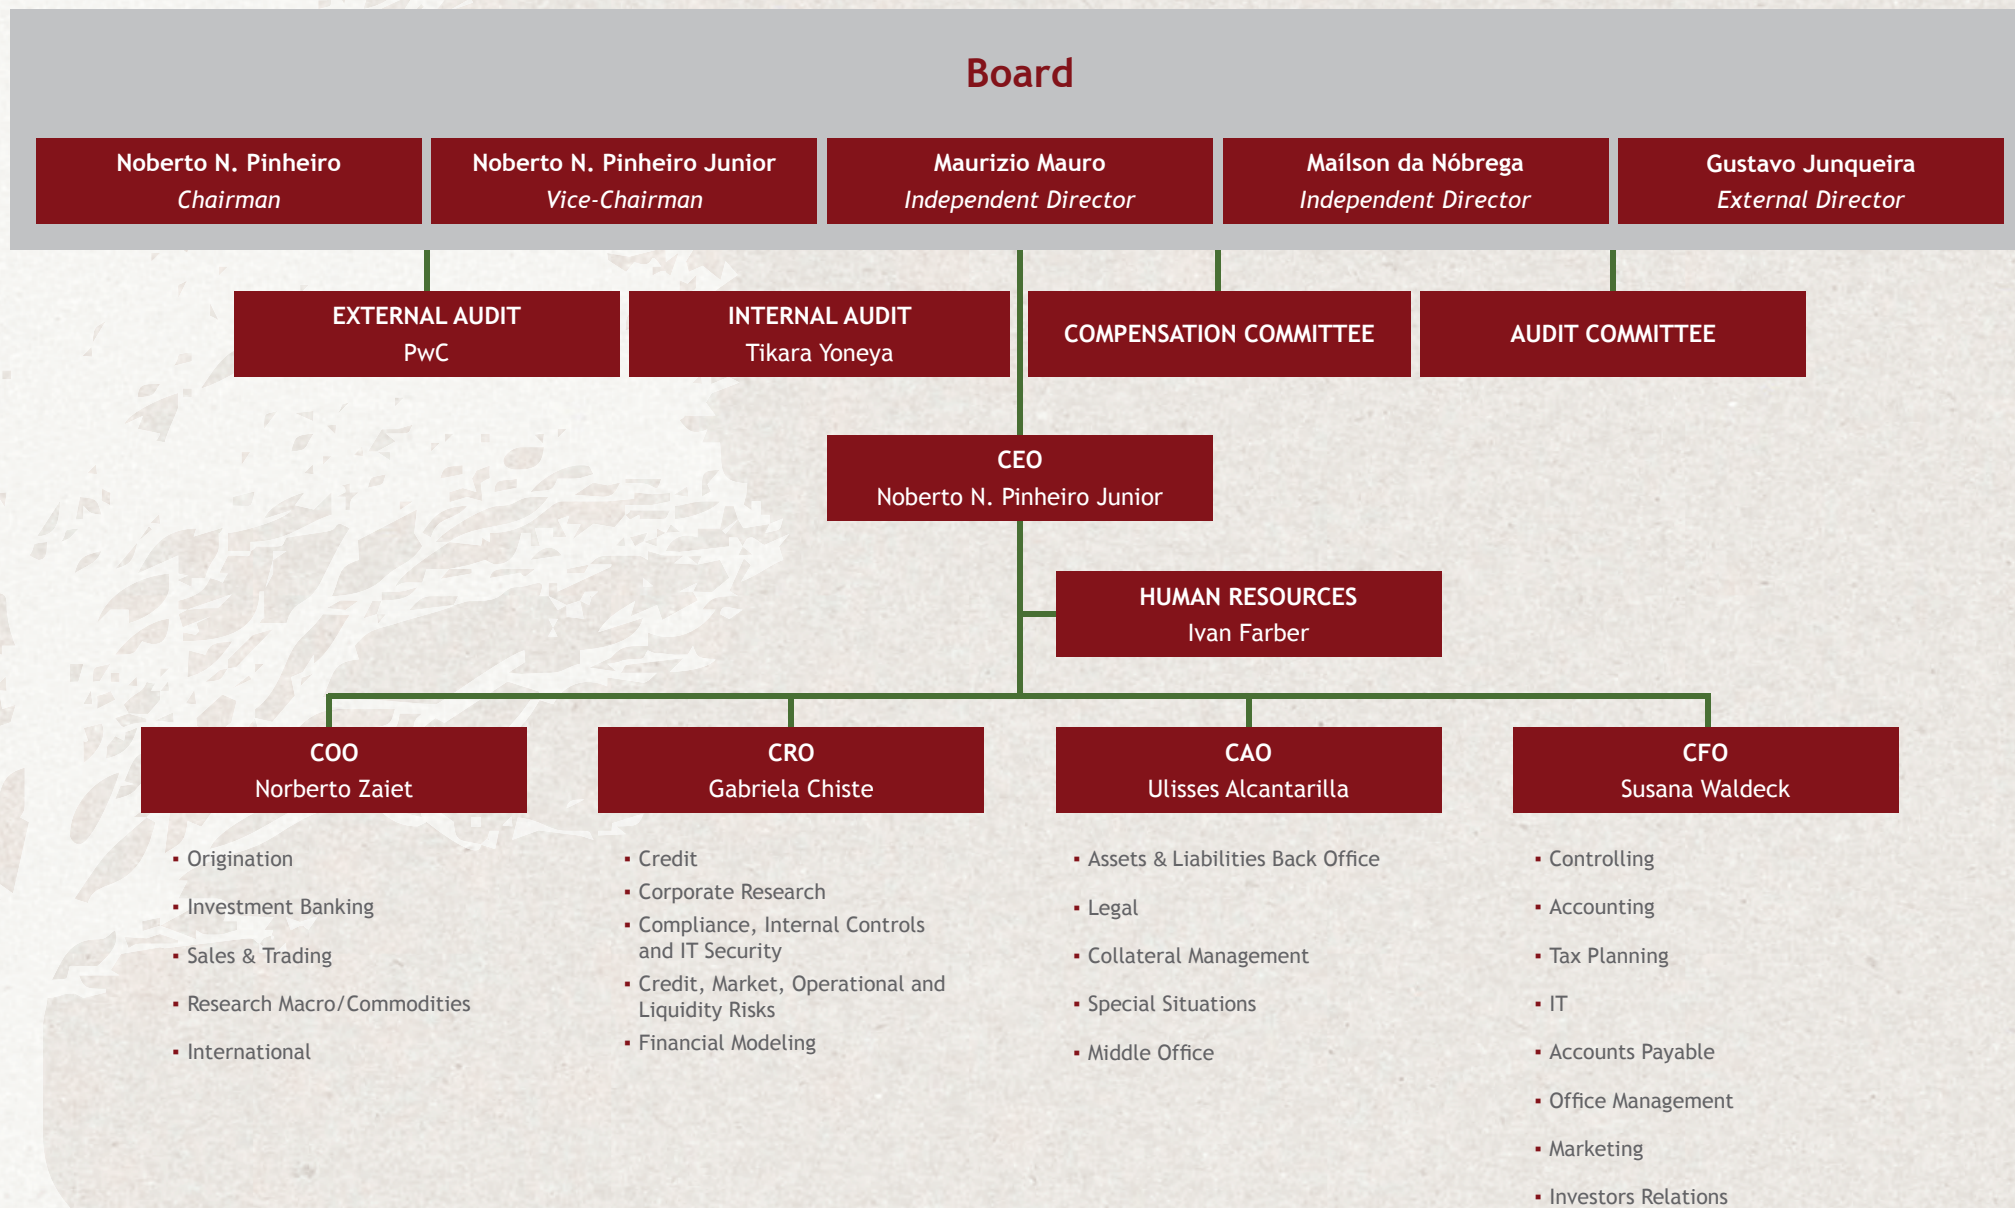 Board
Noberto N. Pinheiro
Chairman
Noberto N. Pinheiro Junior
Vice-Chairman
Maurizio Mauro
Independent Director
Maílson da Nóbrega
Independent Director
Gustavo Junqueira
External Director
EXTERNAL AUDIT
PwC
INTERNAL AUDIT
Tikara Yoneya
COMPENSATION COMMITTEE
AUDIT COMMITTEE
CEO
Noberto N. Pinheiro Junior
HUMAN RESOURCES
Ivan Farber
COO
Norberto Zaiet
▪ Origination
▪ Investment Banking
▪ Sales & Trading
▪ Research Macro/Commodities
▪ International
CRO
Gabriela Chiste
▪ Credit
▪ Corporate Research
▪ Compliance, Internal Controls
and IT Security
▪ Credit, Market, Operational and
Liquidity Risks
▪ Financial Modeling
CAO
Ulisses Alcantarilla
▪ Assets & Liabilities Back Office
▪ Legal
▪ Collateral Management
▪ Special Situations
▪ Middle Office
CFO
Susana Waldeck
▪ Controlling
▪ Accounting
▪ Tax Planning
▪ IT
▪ Accounts Payable
▪ Office Management
▪ Marketing
▪ Investors Relations